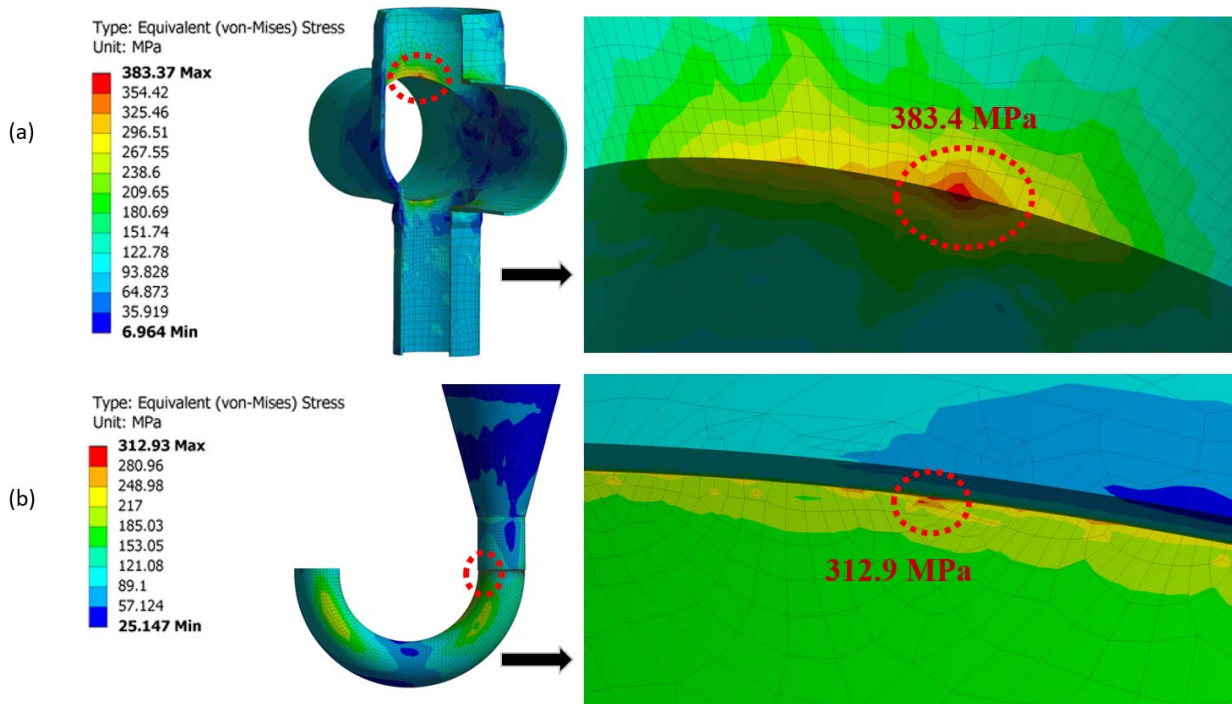 Type: Equivalent (von-Mises) Stress
Unit: MPa
383.37 Max
354.42
325.46
296.51
267.55
238.6
209.65
180.69
151.74
122.78
93.828
64.873
35.919
6.964 Min
(a)
383.4 MPa
Type: Equivalent (von-Mises) Stress
Unit: MPa
312.93 Max
280.96
248.98
217
185.03
153.05
121.08
89.1
57.124
25.147 Min
(b)
312.9 MPa